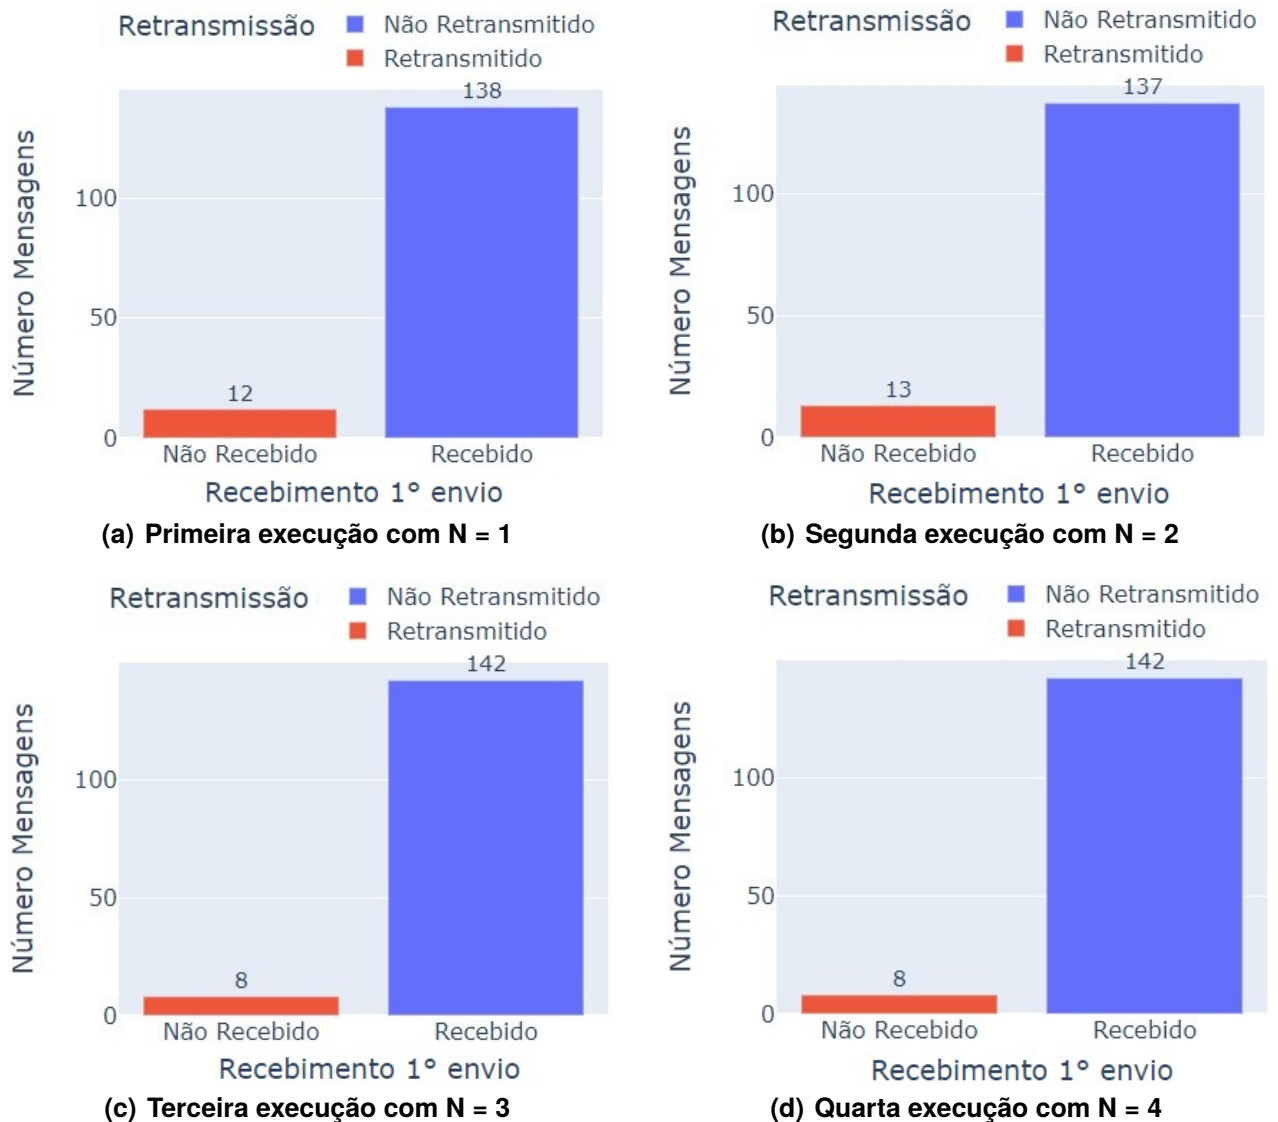 Retransmissão
Não Retransmitido
Retransmitido
138
100
50
12
0
Número Mensagens
Não Recebido
Recebido
Recebimento 1° envio
(a) Primeira execução com N = 1
Retransmissão
Não Retransmitido
Retransmitido
137
100
50
13
0
Número Mensagens
Não Recebido
Recebido
Recebimento 1° envio
(b) Segunda execução com N = 2
Retransmissão
Não Retransmitido
Retransmitido
142
100
50
8
0
Número Mensagens
Não Recebido
Recebido
Recebimento 1° envio
(c) Terceira execução com N = 3
Retransmissão
Não Retransmitido
Retransmitido
142
100
50
8
0
Número Mensagens
Não Recebido
Recebido
Recebimento 1° envio
(d) Quarta execução com N = 4